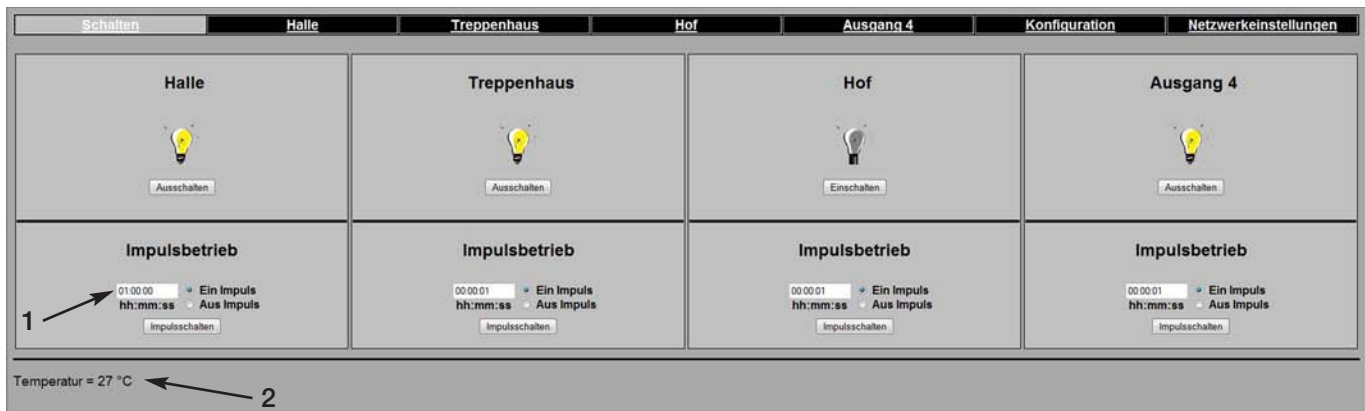 Schalten Halle Treppenhaus Hof Ausgang 4 Konfiguration Netzwerkeinstellungen
Halle Treppenhaus Hof Ausgang 4
Ausschalten Ausschalten Einschalten Ausschalten
Impulsbetrieb Impulsbetrieb Impulsbetrieb Impulsbetrieb
01:00:00 Ein Impuls 00:00:01 Ein Impuls 00:00:01 Ein Impuls 00:00:01 Ein Impuls
hh:mm:ss Aus Impuls hh:mm:ss Aus Impuls hh:mm:ss Aus Impuls hh:mm:ss Aus Impuls
1 Impulsschalten Impulsschalten Impulsschalten Impulsschalten
Temperatur = 27 °C
2